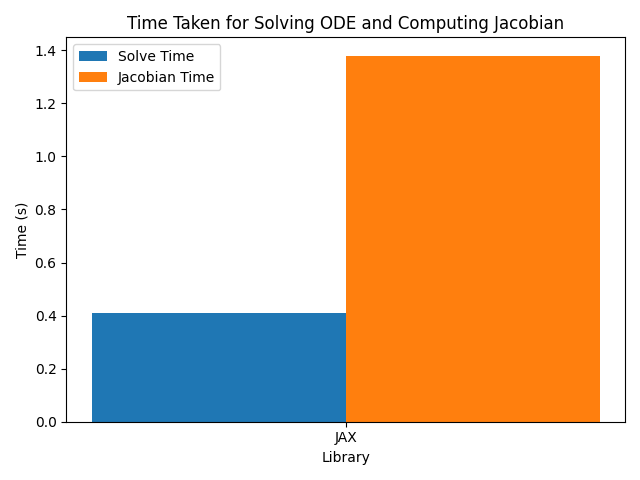 Time Taken for Solving ODE and Computing Jacobian
Solve Time
Jacobian Time
Time (s)
1.4
1.2
1.0
0.8
0.6
0.4
0.2
0.0
JAX
Library